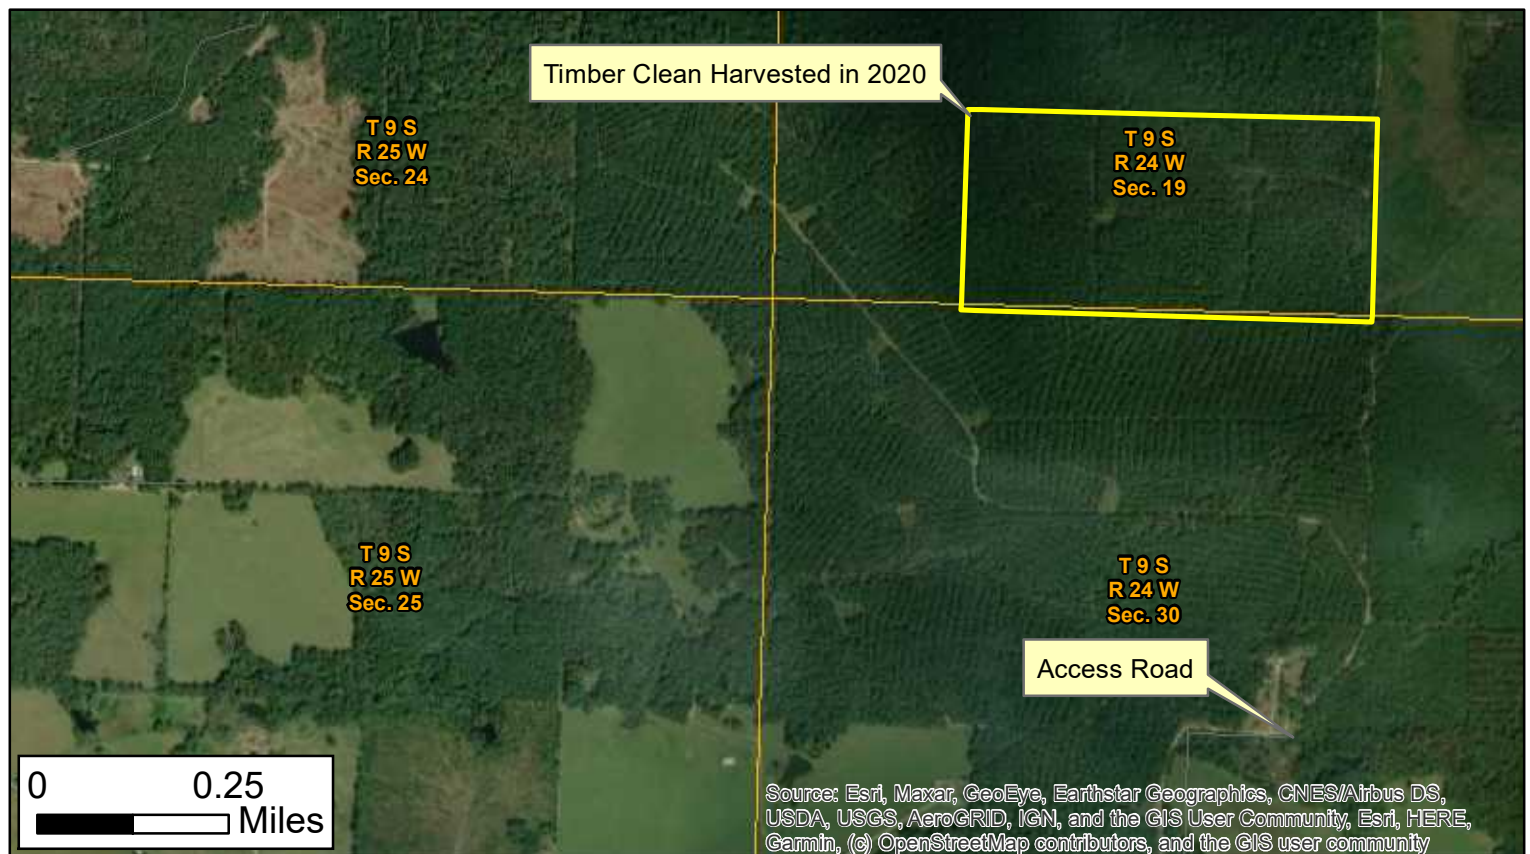 Timber Clean Harvested in 2020
T 9 S
R 25 W
Sec. 24
T 9 S
R 24 W
Sec. 19
T 9 S
R 25 W
Sec. 25
T 9 S
R 24 W
Sec. 30
Access Road
0 0.25
Miles
Source: Esri, Maxar, GeoEye, Earthstar Geographics, CNES/Airbus DS,
USDA, USGS, AeroGRID, IGN, and the GIS User Community, Esri, HERE,
Garmin, (c) OpenStreetMap contributors, and the GIS user community